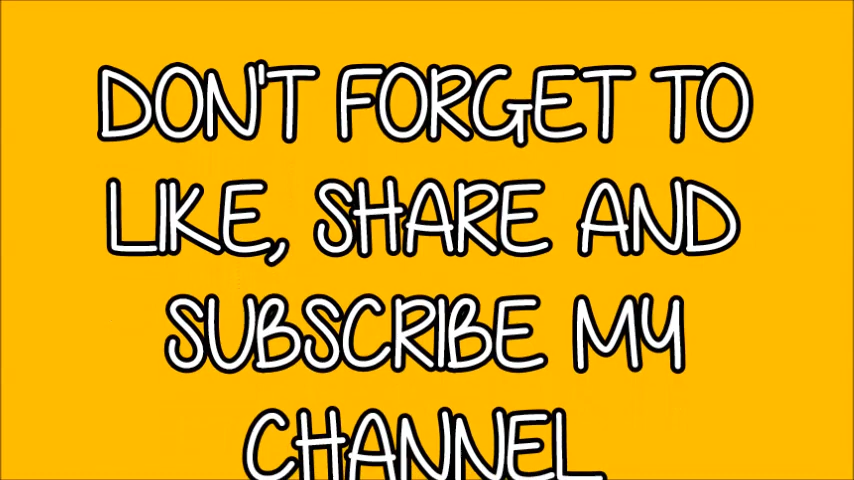 DON'T FORGET TO
LIKE, SHARE AND
SUBSCRIBE MY
CHANNEL